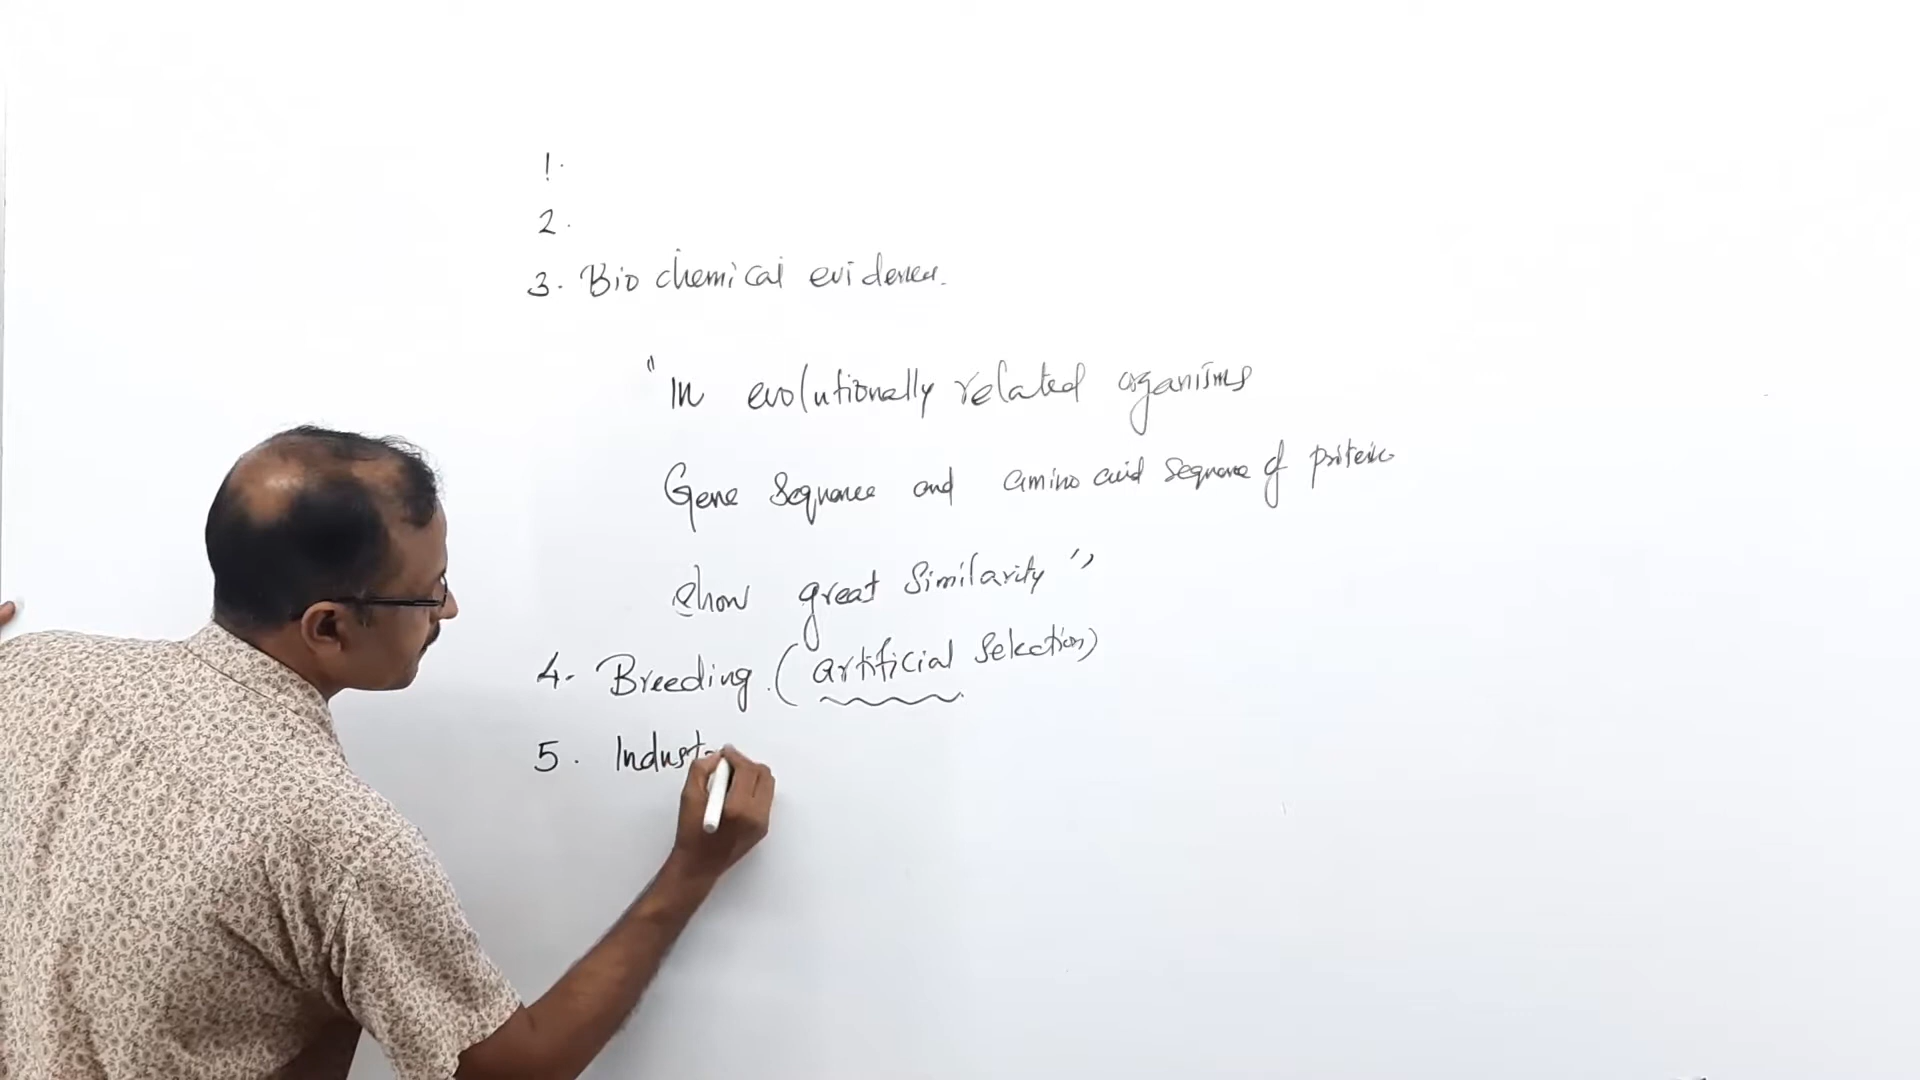 1.
2.
3. Bio chemical evidences.
"In evolutionally related organisms
Gene Sequence and amino acid sequence of protein
show great similarity"
4. Breeding. (artificial selection)
5. Indust